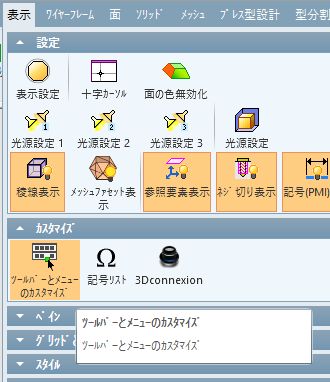 表示 ﾜｲﾔｰﾌﾚｰﾑ 面 ｿﾘｯﾄﾞ ﾒｯｼｭ ﾌﾟﾚｽ型設計 型分割
設定
表示設定 十字ｶｰｿﾙ 面の色無効化
光源設定 1 光源設定 2 光源設定 3 光源設定
稜線表示 ﾒｯｼｭﾌｧｾｯﾄ表示 参照要素表示 ﾈｼﾞ切り表示 記号(PMI)
ｶｽﾀﾏｲｽﾞ
ﾂｰﾙﾊﾞｰとﾒﾆｭｰのｶｽﾀﾏｲｽﾞ 記号ﾘｽﾄ 3Dconnexion
ﾍﾟｲﾝ
ﾂｰﾙﾊﾞｰとﾒﾆｭｰのｶｽﾀﾏｲｽﾞ
ｸﾞﾘｯﾄﾞと
ﾂｰﾙﾊﾞｰとﾒﾆｭｰのｶｽﾀﾏｲｽﾞ
ｽﾀｲﾙ